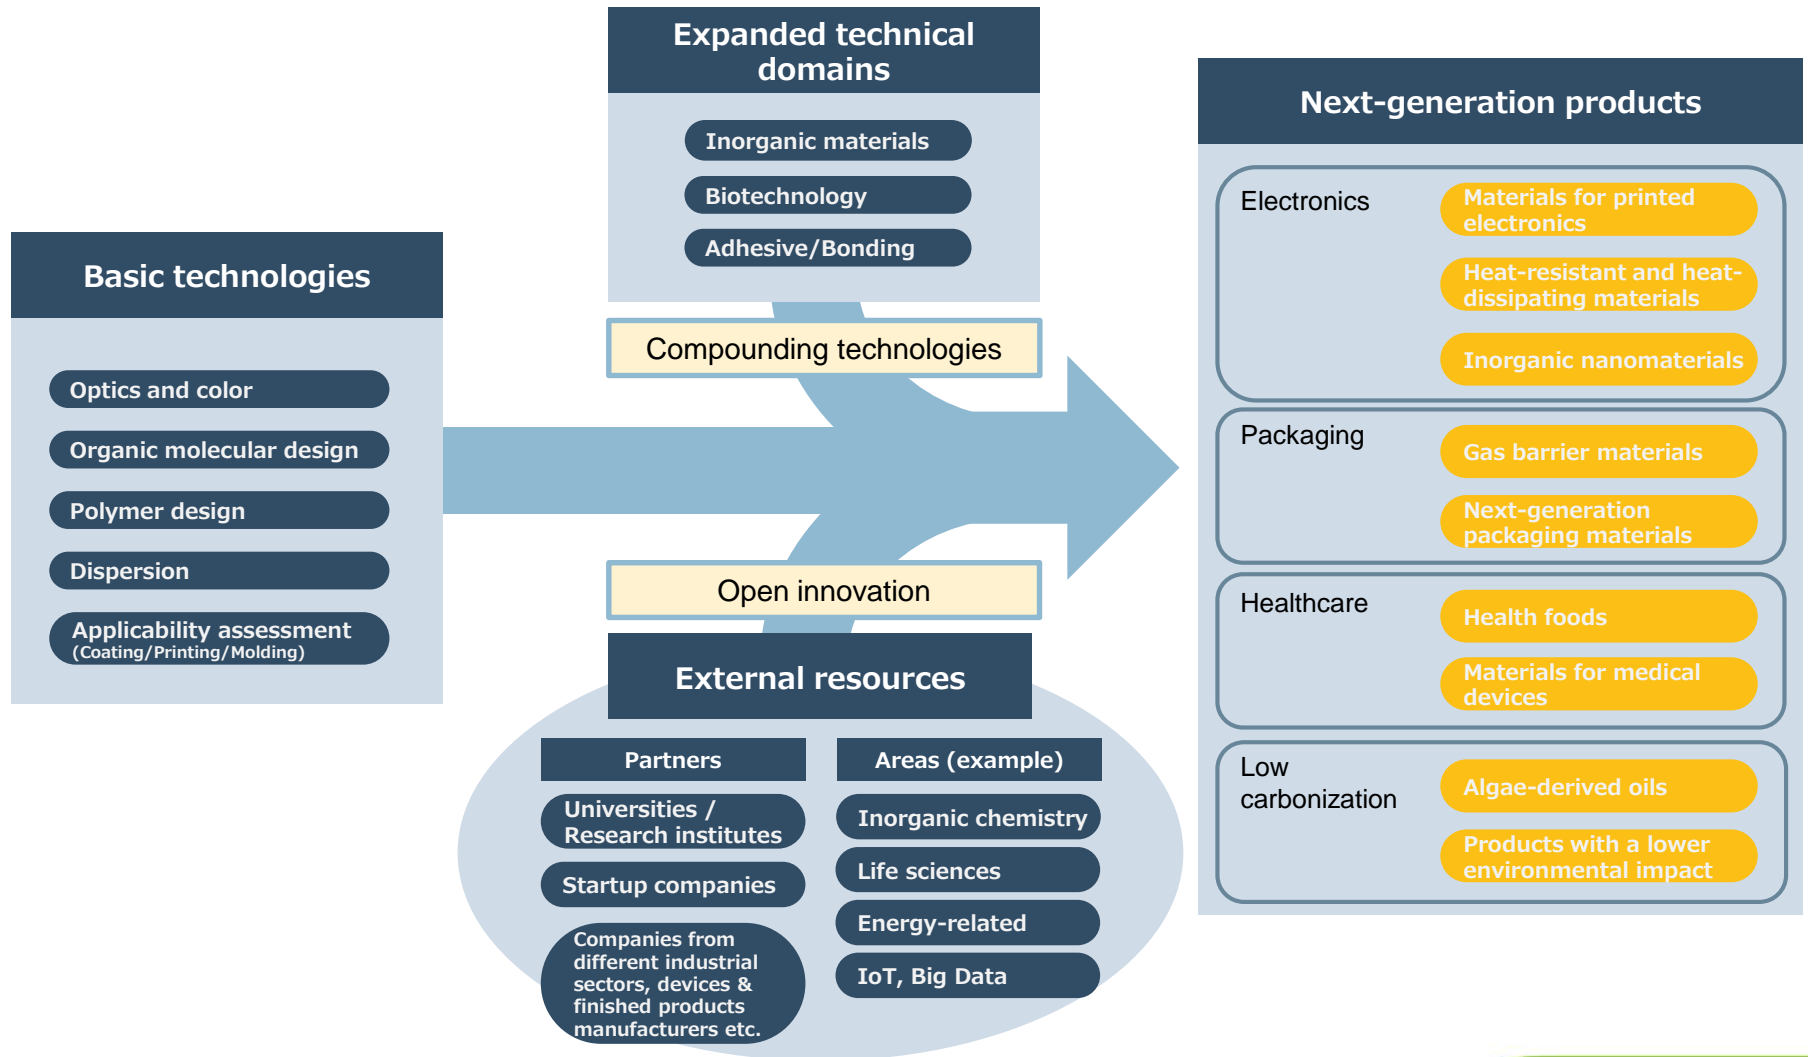 Basic technologies
Optics and color
Organic molecular design
Polymer design
Dispersion
Applicability assessment
(Coating/Printing/Molding)
Expanded technical
domains
Inorganic materials
Biotechnology
Adhesive/Bonding
Compounding technologies
Open innovation
External resources
Partners
Universities /
Research institutes
Startup companies
Companies from
different industrial
sectors, devices &
finished products
manufacturers etc.
Areas (example)
Inorganic chemistry
Life sciences
Energy-related
IoT, Big Data
Next-generation products
Electronics
Materials for printed
electronics
Heat-resistant and heat-
dissipating materials
Inorganic nanomaterials
Packaging
Gas barrier materials
Next-generation
packaging materials
Healthcare
Health foods
Materials for medical
devices
Low
carbonization
Algae-derived oils
Products with a lower
environmental impact